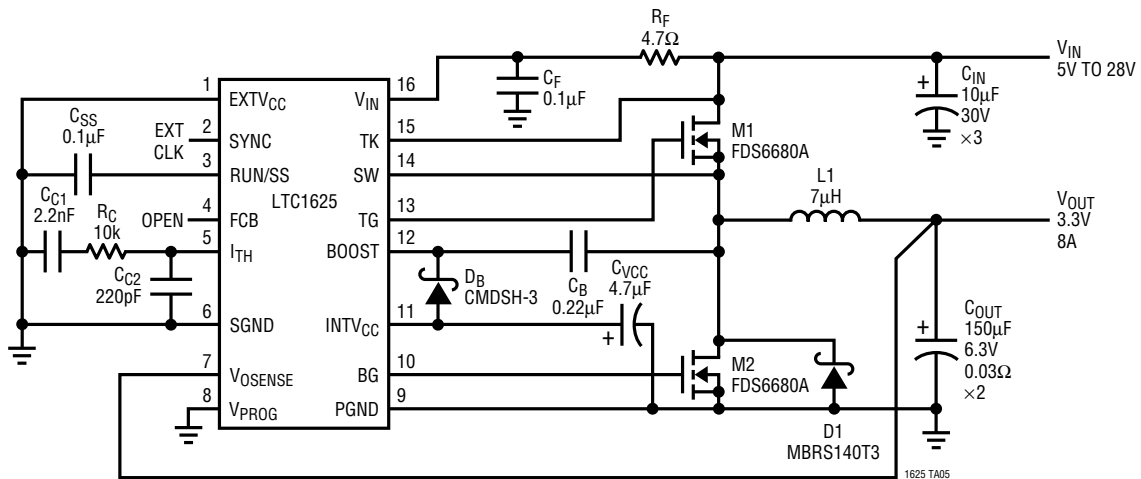 R_F
4.7Ω
V_IN
5V TO 28V
C_F
0.1µF
+
C_IN
10µF
30V
×3
1
EXTV_CC
16
V_IN
C_SS
0.1µF
EXT
CLK
2
SYNC
15
TK
M1
FDS6680A
3
RUN/SS
14
SW
LTC1625
L1
7µH
V_OUT
3.3V
8A
C_C1
2.2nF
R_C
10k
OPEN
4
FCB
13
TG
5
I_TH
12
BOOST
C_C2
220pF
D_B
CMDSH-3
C_B
0.22µF
C_VCC
4.7µF
+
6
SGND
11
INTV_CC
+
C_OUT
150µF
6.3V
0.03Ω
×2
7
V_OSENSE
10
BG
M2
FDS6680A
8
V_PROG
9
PGND
D1
MBRS140T3
1625 TA05